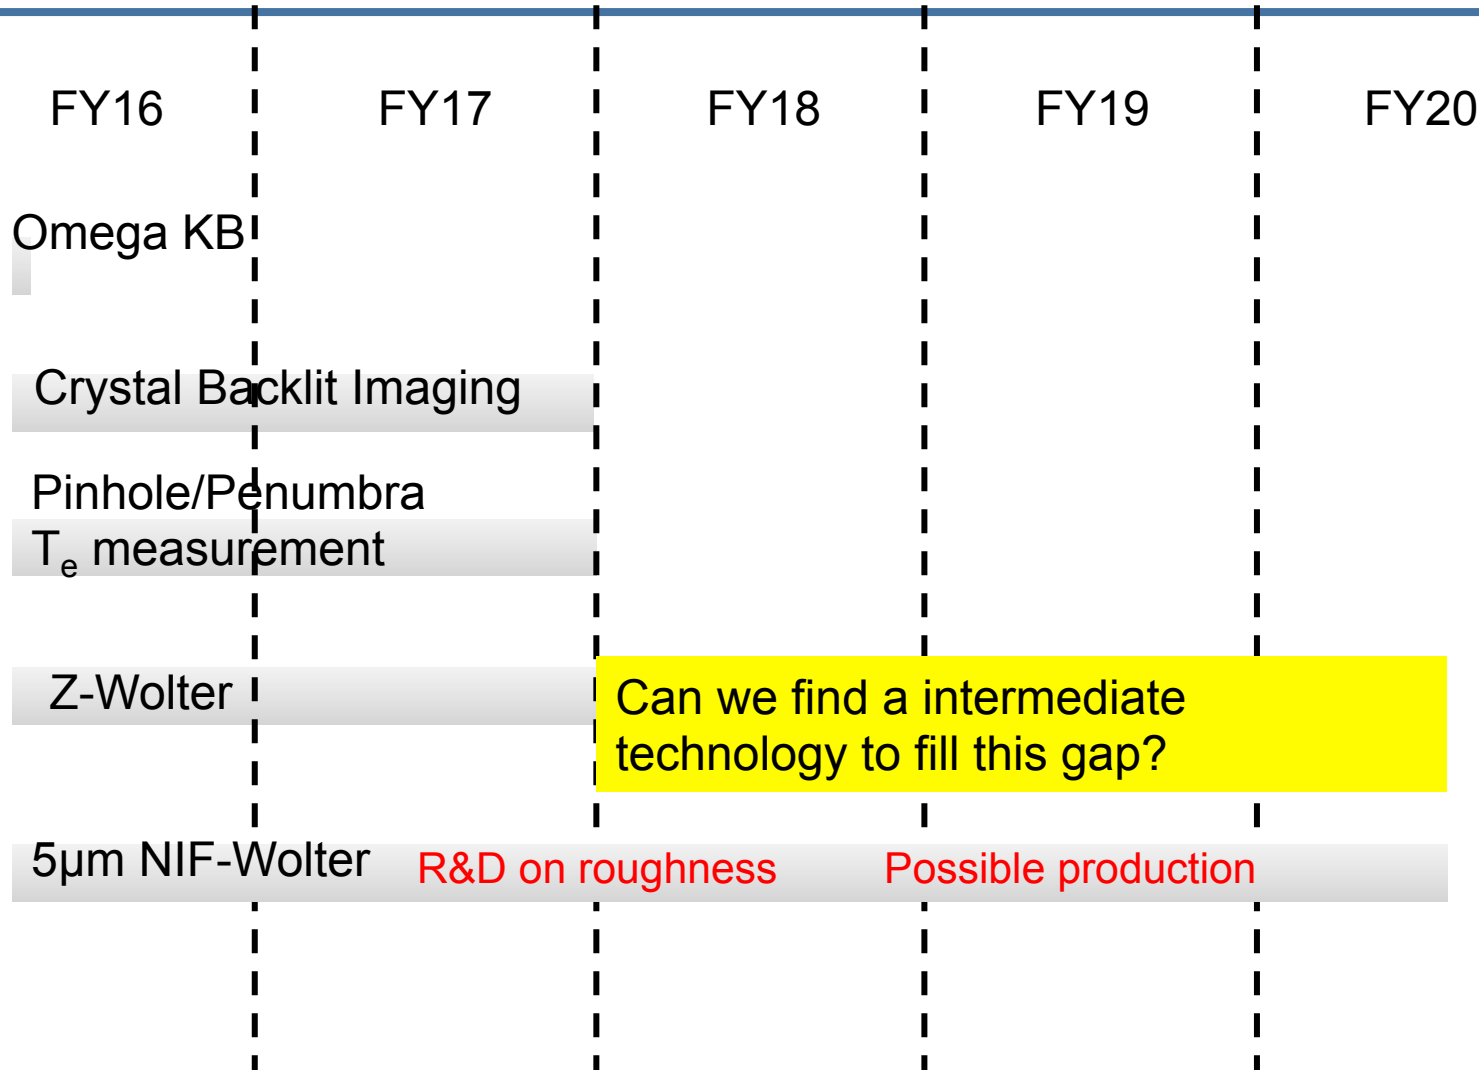 FY16 FY17 FY18 FY19 FY20
Omega KB
Crystal Backlit Imaging
Pinhole/Penumbra
Te measurement
Z-Wolter
Can we find a intermediate
technology to fill this gap?
5µm NIF-Wolter R&D on roughness Possible production